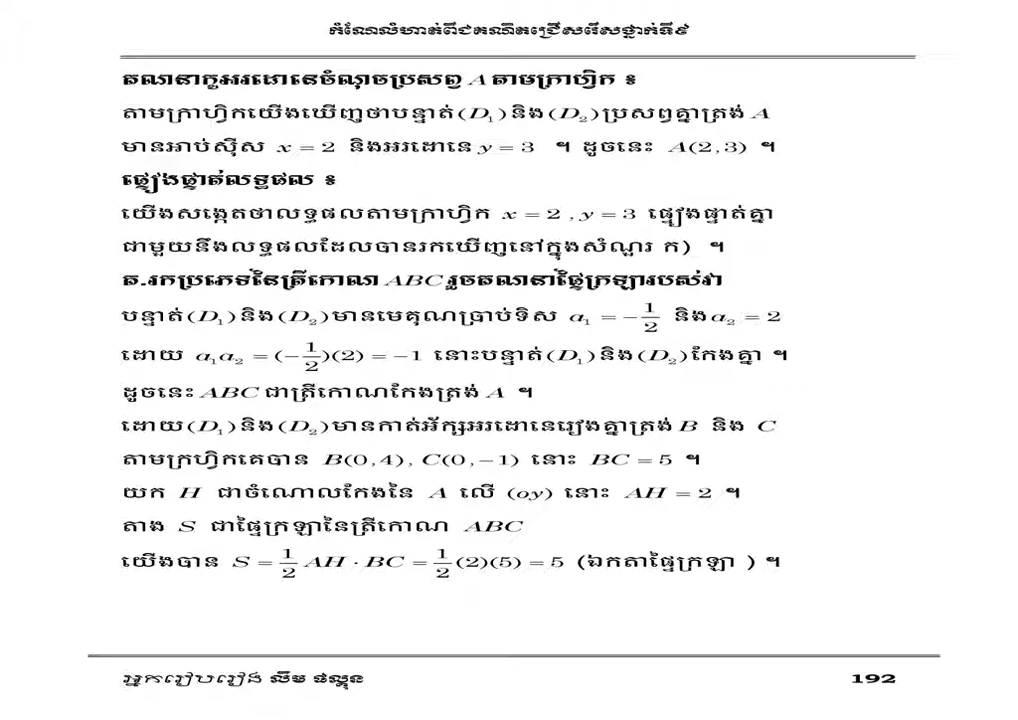 កំណែលំហាត់ពីជគណិតជ្រើសរើសថ្នាក់ទី៩
គណនាកូអរដោនេចំណុចប្រសព្វ A តាមក្រាហ្វិក ៖
តាមក្រាហ្វិកយើងឃើញថាបន្ទាត់ (D₁) និង (D₂) ប្រសព្វគ្នាត្រង់ A
មានអាប់ស៊ីស x = 2 និងអរដោនេ y = 3 ។ ដូចនេះ A(2,3) ។
ផ្ទៀងផ្ទាត់លទ្ធផល ៖
យើងសង្កេតថាលទ្ធផលតាមក្រាហ្វិក x = 2 , y = 3 ផ្ទៀងផ្ទាត់គ្នា
ជាមួយនឹងលទ្ធផលដែលបានរកឃើញនៅក្នុងសំណួរ ក) ។
គ.រកប្រភេទនៃត្រីកោណ ABC រួចគណនាផ្ទៃក្រឡារបស់វា
បន្ទាត់ (D₁) និង (D₂) មានមេគុណប្រាប់ទិស a₁ = −1/2 និង a₂ = 2
ដោយ a₁a₂ = (−1/2)(2) = −1 នោះបន្ទាត់ (D₁) និង (D₂) កែងគ្នា ។
ដូចនេះ ABC ជាត្រីកោណកែងត្រង់ A ។
ដោយ (D₁) និង (D₂) មានកាត់អ័ក្សអរដោនេរៀងគ្នាត្រង់ B និង C
តាមក្រហ្វិកគេបាន B(0,4) , C(0,−1) នោះ BC = 5 ។
យក H ជាចំណោលកែងនៃ A លើ (oy) នោះ AH = 2 ។
តាង S ជាផ្ទៃក្រឡានៃត្រីកោណ ABC
យើងបាន S = 1/2 AH · BC = 1/2 (2)(5) = 5 (ឯកតាផ្ទៃក្រឡា ) ។
អ្នករៀបរៀង លឹម ផល្គុន
192